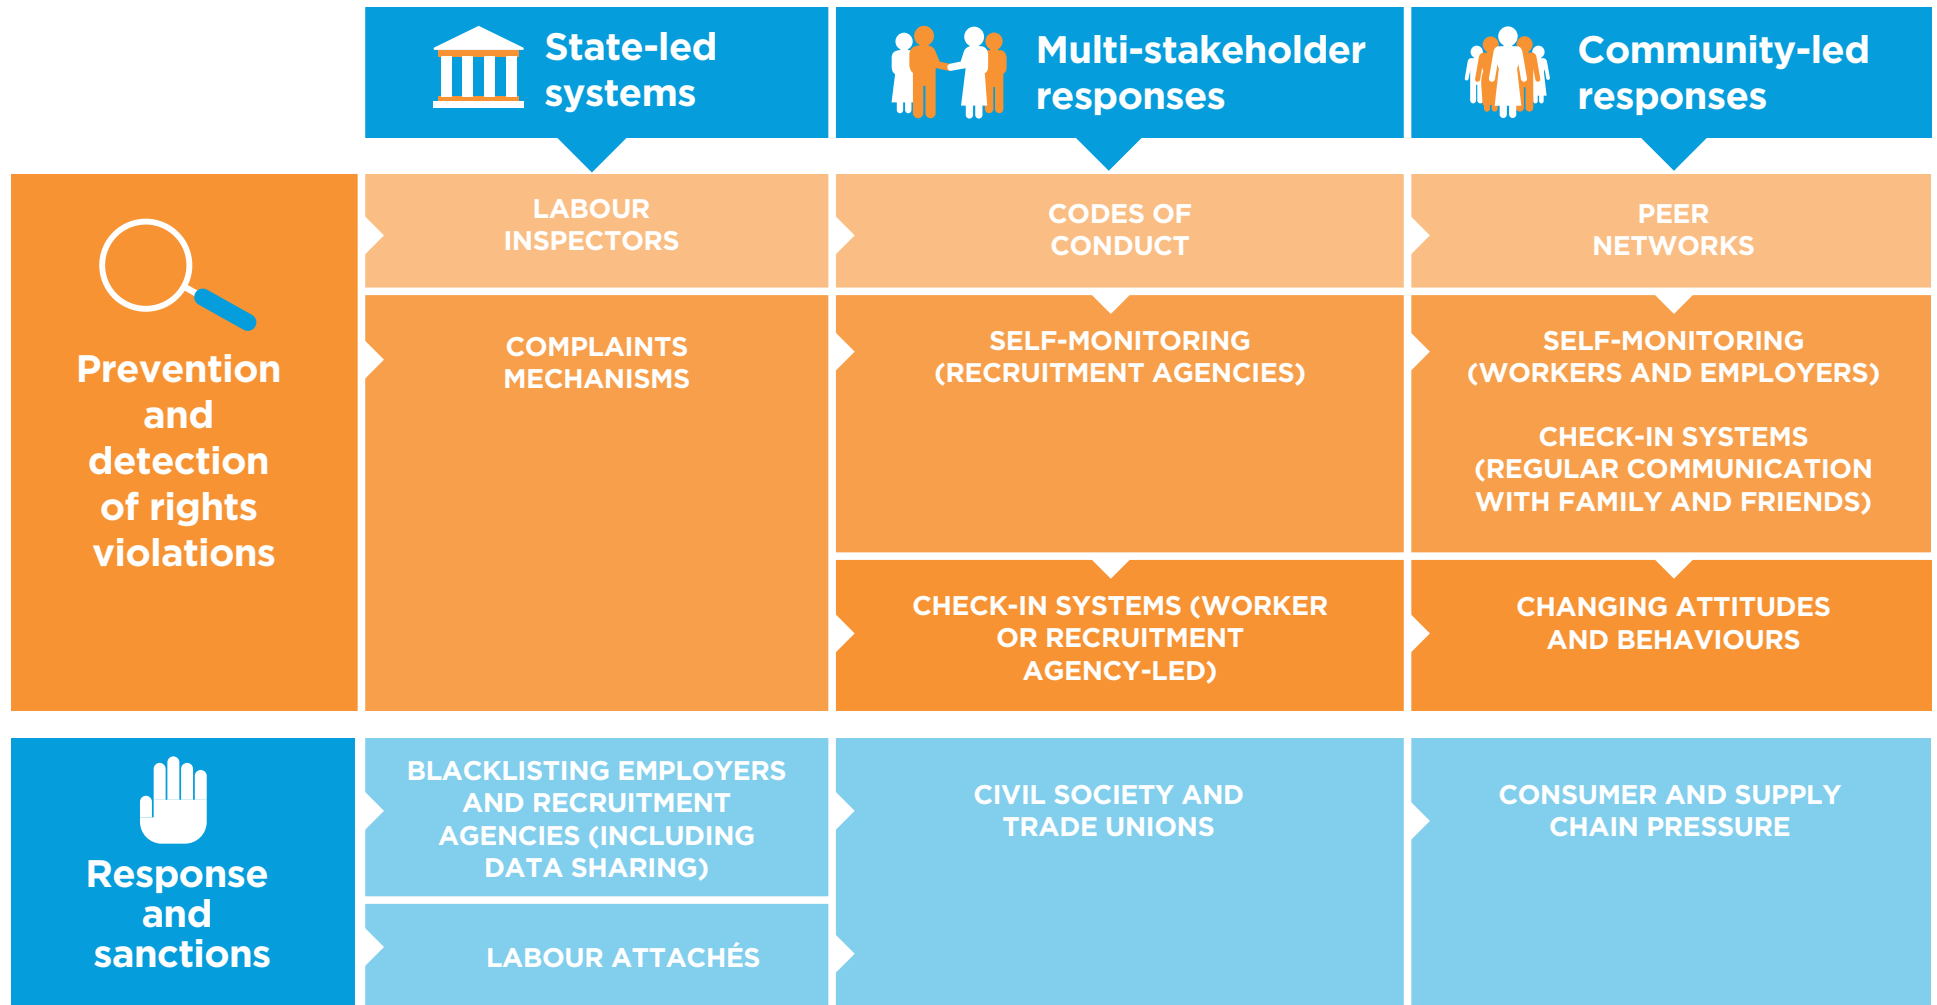 State-led
systems
Multi-stakeholder
responses
Community-led
responses
Prevention
and
detection
of rights
violations
LABOUR
INSPECTORS
CODES OF
CONDUCT
PEER
NETWORKS
COMPLAINTS
MECHANISMS
SELF-MONITORING
(RECRUITMENT AGENCIES)
SELF-MONITORING
(WORKERS AND EMPLOYERS)
CHECK-IN SYSTEMS
(REGULAR COMMUNICATION
WITH FAMILY AND FRIENDS)
CHECK-IN SYSTEMS (WORKER
OR RECRUITMENT
AGENCY-LED)
CHANGING ATTITUDES
AND BEHAVIOURS
Response
and
sanctions
BLACKLISTING EMPLOYERS
AND RECRUITMENT
AGENCIES (INCLUDING
DATA SHARING)
CIVIL SOCIETY AND
TRADE UNIONS
CONSUMER AND SUPPLY
CHAIN PRESSURE
LABOUR ATTACHÉS